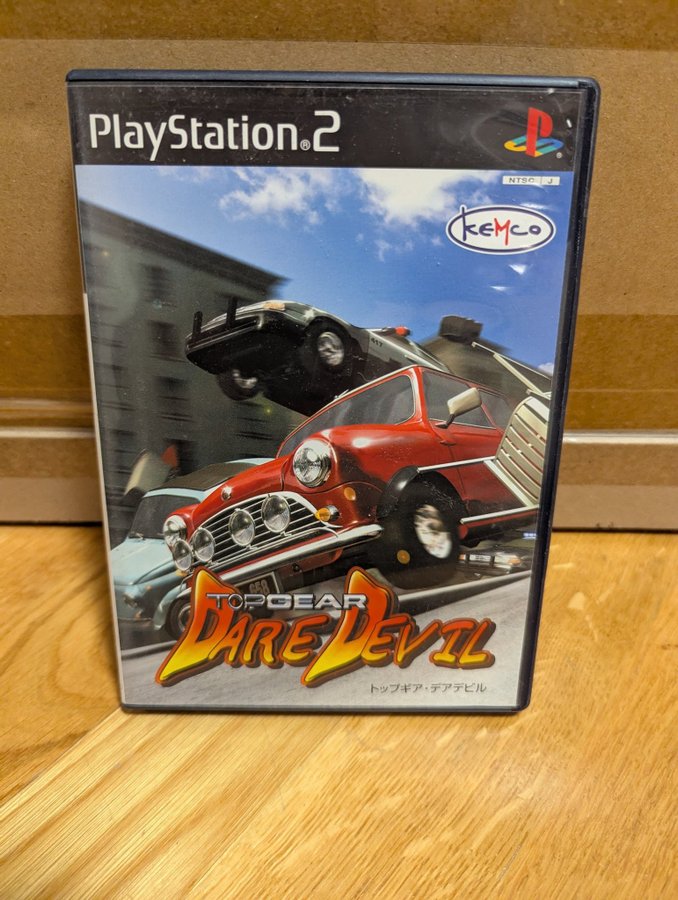 PlayStation®2
NTSC J
KEMCO
TOP GEAR
DARE DEVIL
トップギア・デアデビル